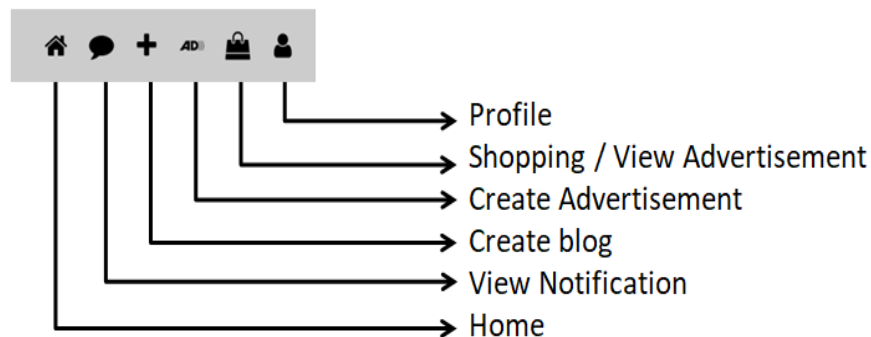 AD
Profile
Shopping / View Advertisement
Create Advertisement
Create blog
View Notification
Home